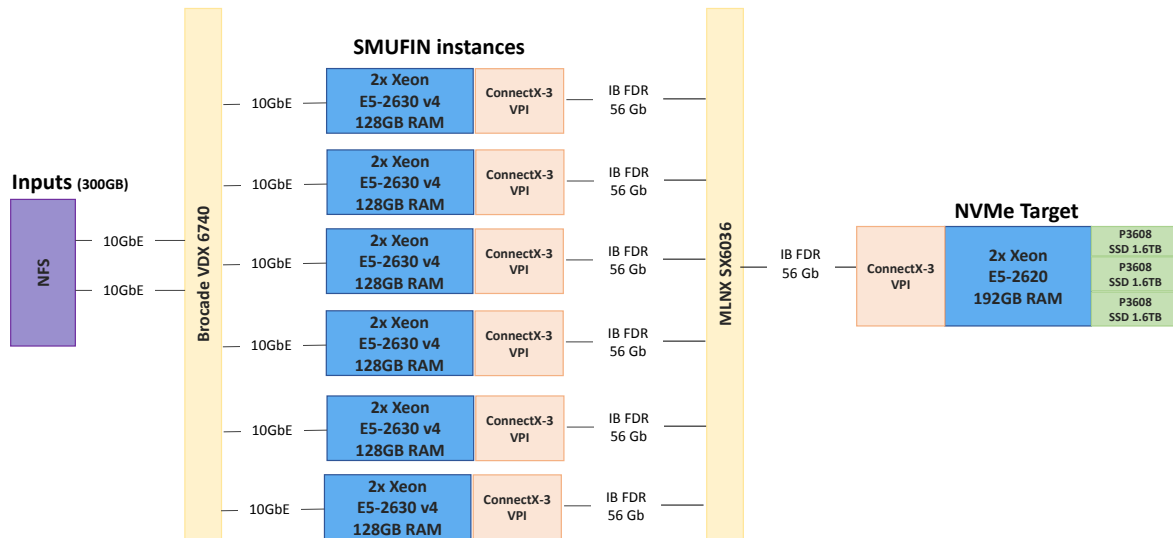 Inputs (300GB)
NFS
10GbE
10GbE
Brocade VDX 6740
SMUFIN instances
10GbE
2x Xeon
E5-2630 v4
128GB RAM
ConnectX-3
VPI
IB FDR
56 Gb
10GbE
2x Xeon
E5-2630 v4
128GB RAM
ConnectX-3
VPI
IB FDR
56 Gb
10GbE
2x Xeon
E5-2630 v4
128GB RAM
ConnectX-3
VPI
IB FDR
56 Gb
10GbE
2x Xeon
E5-2630 v4
128GB RAM
ConnectX-3
VPI
IB FDR
56 Gb
10GbE
2x Xeon
E5-2630 v4
128GB RAM
ConnectX-3
VPI
IB FDR
56 Gb
10GbE
2x Xeon
E5-2630 v4
128GB RAM
ConnectX-3
VPI
IB FDR
56 Gb
MLNX SX6036
IB FDR
56 Gb
NVMe Target
ConnectX-3
VPI
2x Xeon
E5-2620
192GB RAM
P3608
SSD 1.6TB
P3608
SSD 1.6TB
P3608
SSD 1.6TB